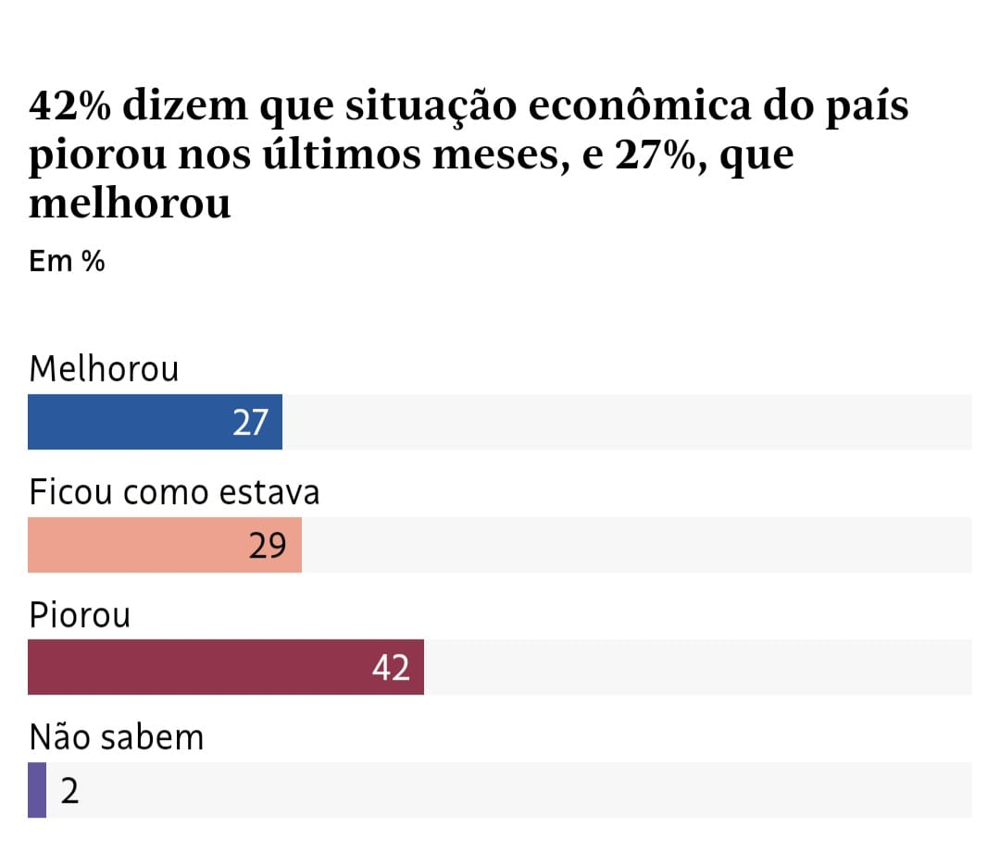 42% dizem que situação econômica do país
piorou nos últimos meses, e 27%, que
melhorou
Em %
Melhorou
27
Ficou como estava
29
Piorou
42
Não sabem
2